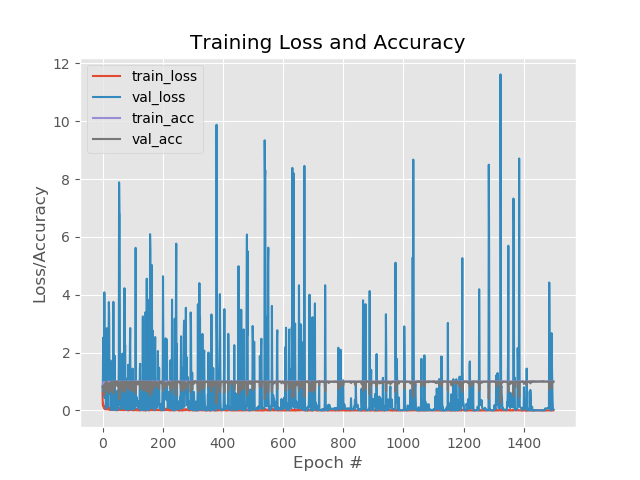 Training Loss and Accuracy
train_loss
val_loss
train_acc
val_acc
12
10
8
6
4
2
0
Loss/Accuracy
0 200 400 600 800 1000 1200 1400
Epoch #